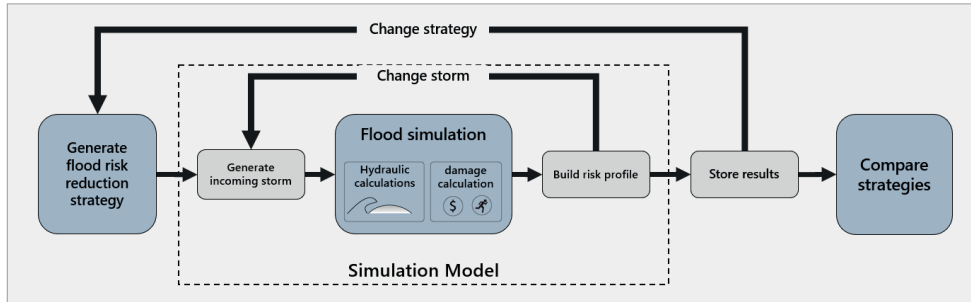 Change strategy
Change storm
Generate
flood risk
reduction
strategy
Generate
incoming storm
Flood simulation
Hydraulic
calculations
damage
calculation
$
Build risk profile
Store results
Compare
strategies
Simulation Model